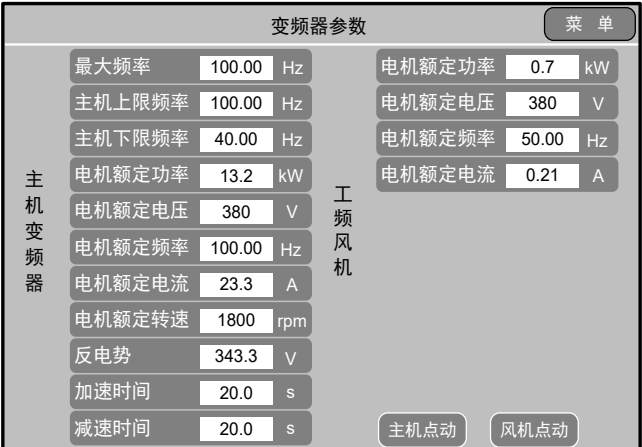 变频器参数
菜 单
主机变频器
最大频率 100.00 Hz
主机上限频率 100.00 Hz
主机下限频率 40.00 Hz
电机额定功率 13.2 kW
电机额定电压 380 V
电机额定频率 100.00 Hz
电机额定电流 23.3 A
电机额定转速 1800 rpm
反电势 343.3 V
加速时间 20.0 s
减速时间 20.0 s
工频风机
电机额定功率 0.7 kW
电机额定电压 380 V
电机额定频率 50.00 Hz
电机额定电流 0.21 A
主机点动
风机点动